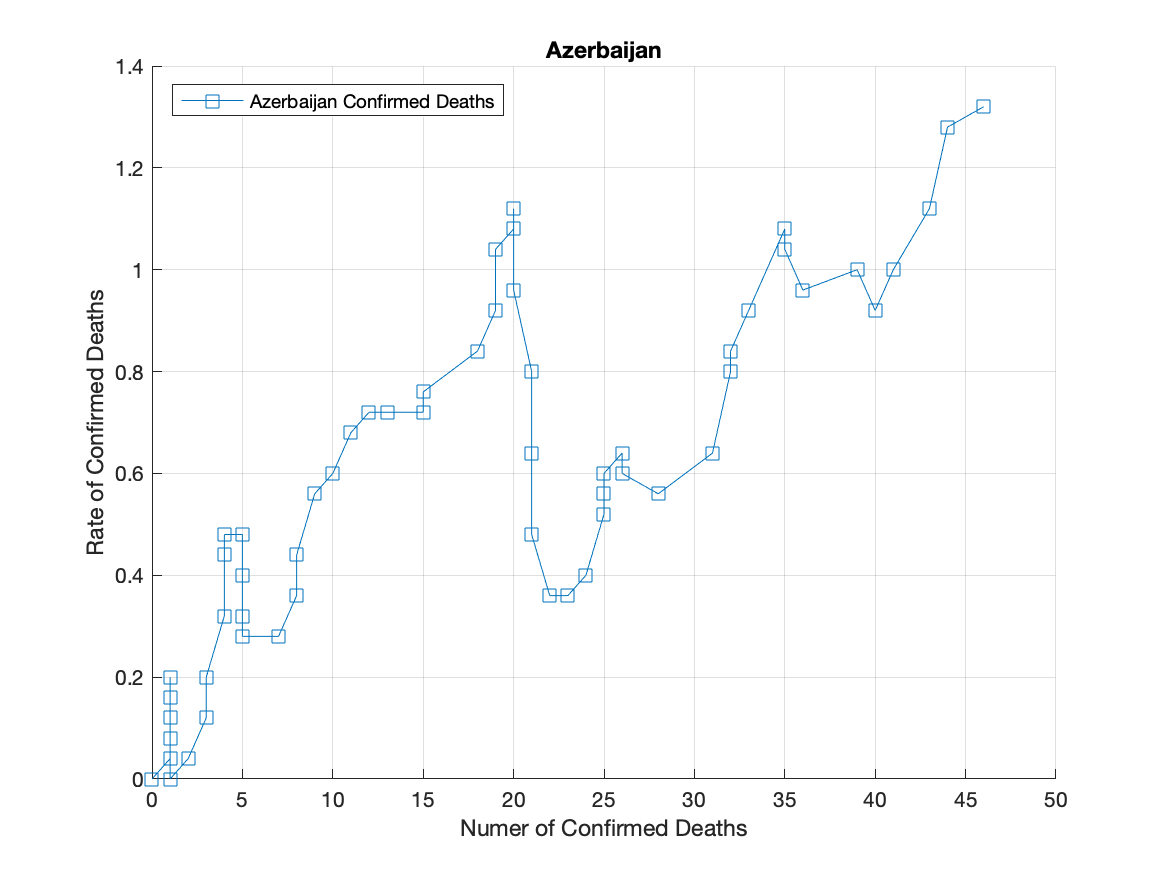 Azerbaijan
Azerbaijan Confirmed Deaths
1.4
1.2
1
0.8
0.6
0.4
0.2
0
Rate of Confirmed Deaths
0 5 10 15 20 25 30 35 40 45 50
Numer of Confirmed Deaths